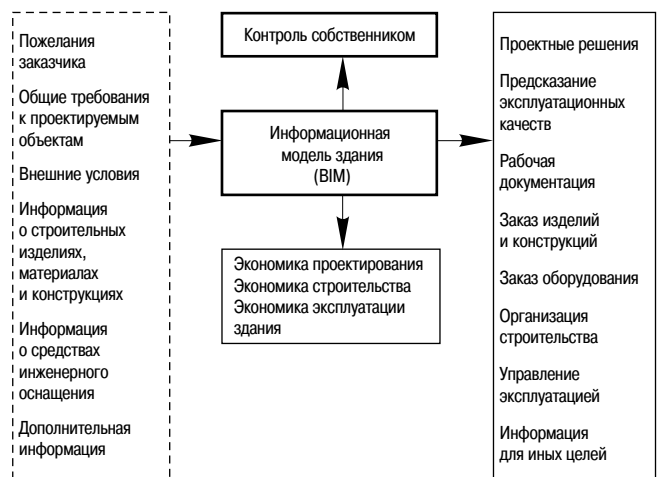 Пожелания
заказчика
Общие требования
к проектируемым
объектам
Внешние условия
Информация
о строительных
изделиях,
материалах
и конструкциях
Информация
о средствах
инженерного
оснащения
Дополнительная
информация
Контроль собственником
Информационная
модель здания
(BIM)
Экономика проектирования
Экономика строительства
Экономика эксплуатации
здания
Проектные решения
Предсказание
эксплуатационных
качеств
Рабочая
документация
Заказ изделий
и конструкций
Заказ оборудования
Организация
строительства
Управление
эксплуатацией
Информация
для иных целей